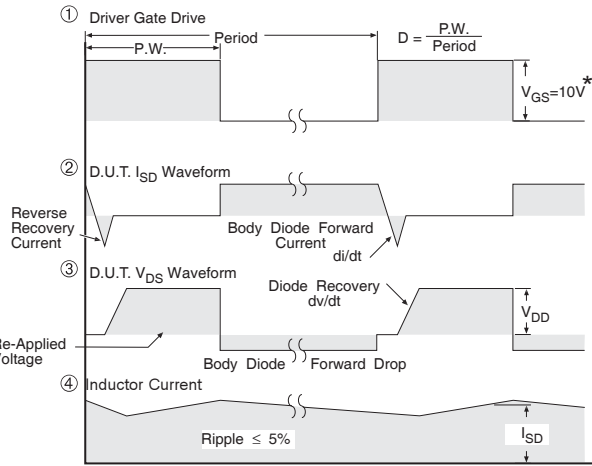 ① Driver Gate Drive
P.W.
Period
D = P.W.
Period
VGS=10V*
② D.U.T. ISD Waveform
Reverse
Recovery
Current
Body Diode Forward
Current
di/dt
③ D.U.T. VDS Waveform
Diode Recovery
dv/dt
VDD
Re-Applied
Voltage
Body Diode Forward Drop
④ Inductor Current
Ripple ≤ 5%
ISD